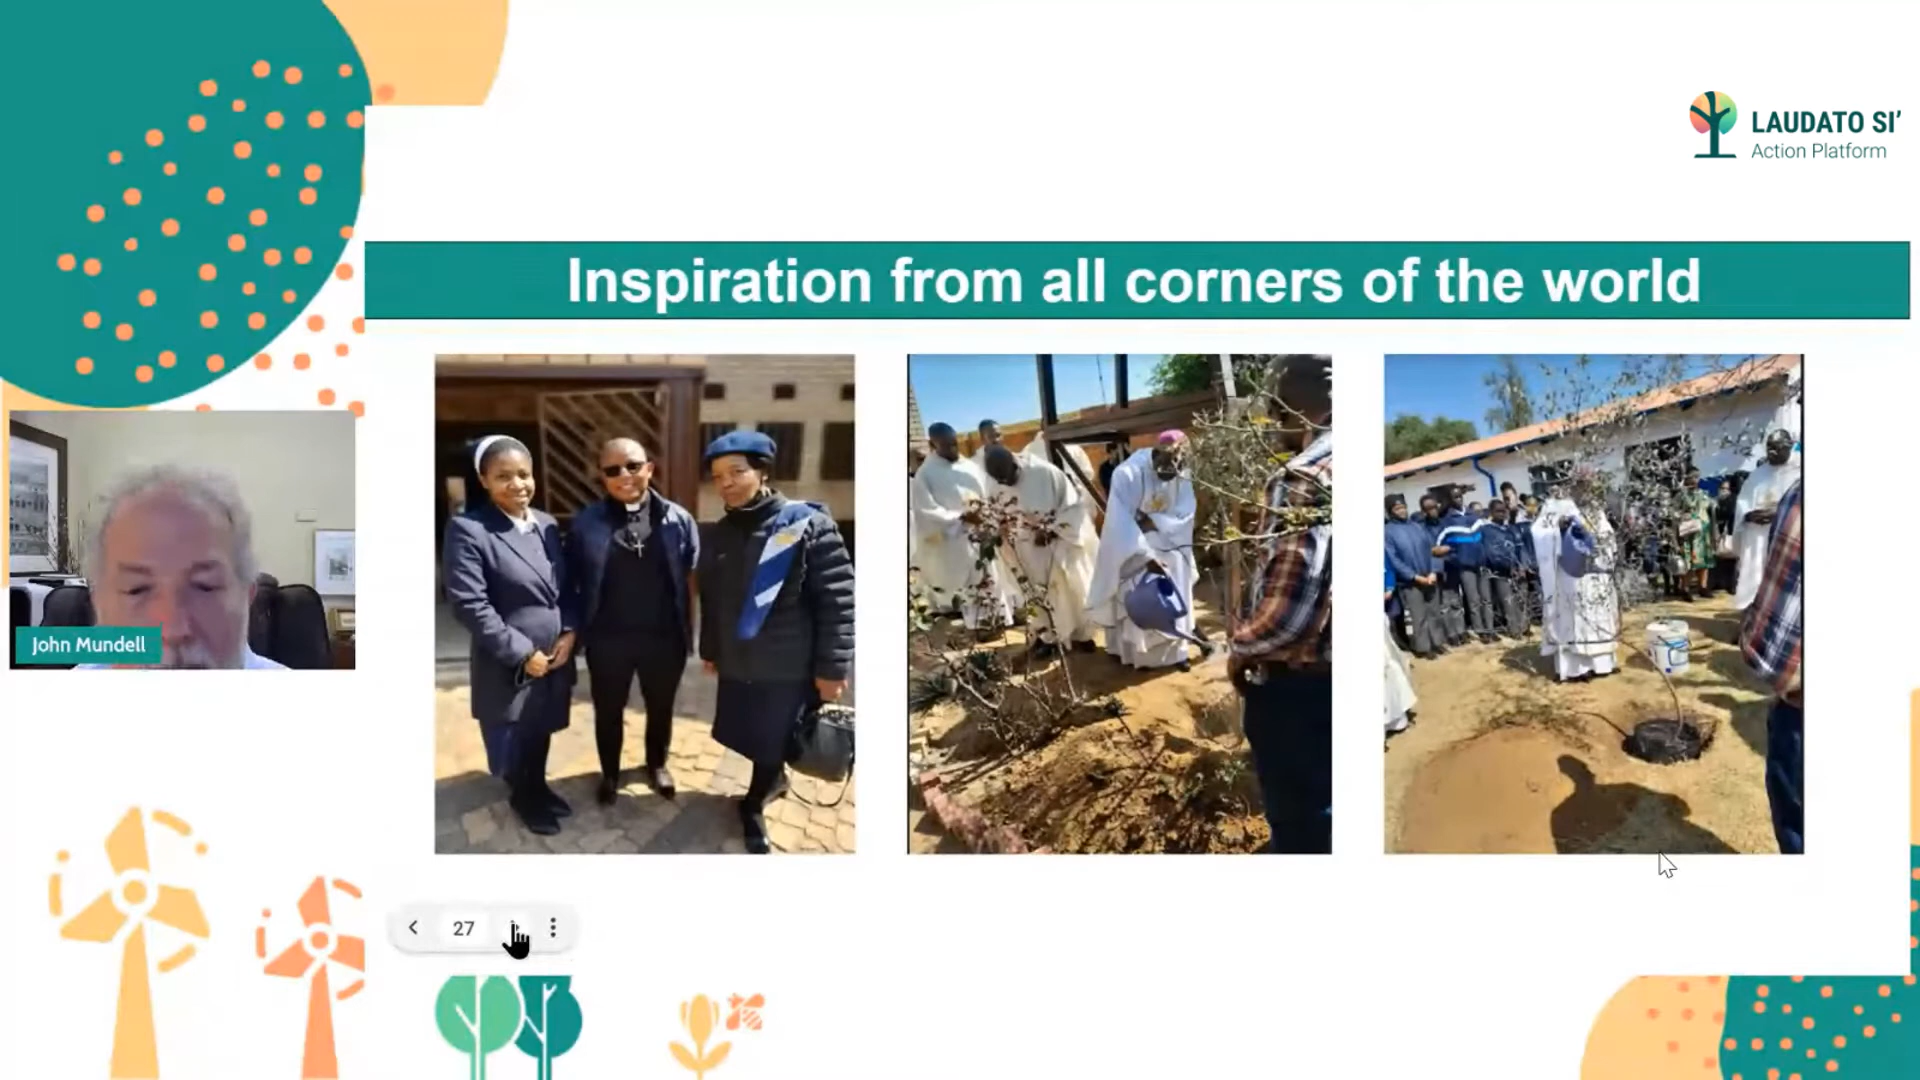 LAUDATO SI’
Action Platform
Inspiration from all corners of the world
John Mundell
27